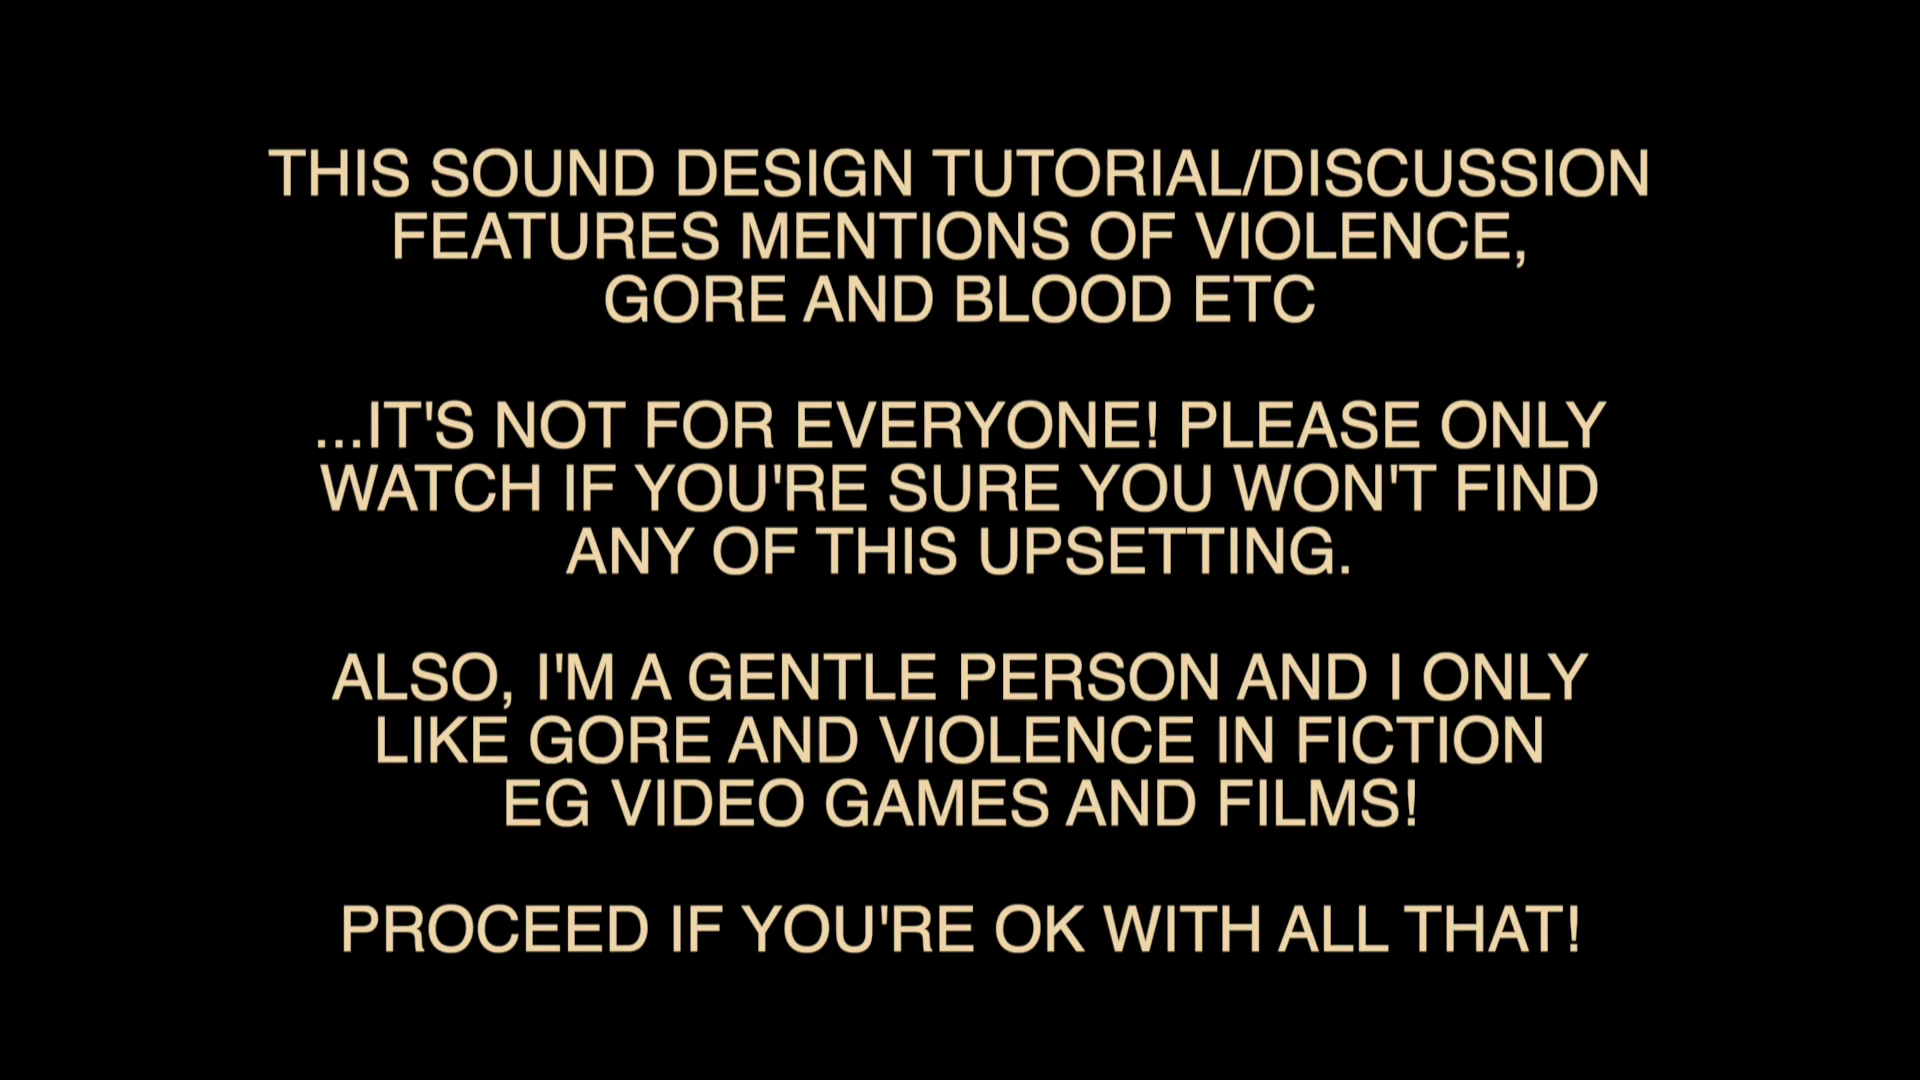 THIS SOUND DESIGN TUTORIAL/DISCUSSION
FEATURES MENTIONS OF VIOLENCE,
GORE AND BLOOD ETC
...IT'S NOT FOR EVERYONE! PLEASE ONLY
WATCH IF YOU'RE SURE YOU WON'T FIND
ANY OF THIS UPSETTING.
ALSO, I'M A GENTLE PERSON AND I ONLY
LIKE GORE AND VIOLENCE IN FICTION
EG VIDEO GAMES AND FILMS!
PROCEED IF YOU'RE OK WITH ALL THAT!